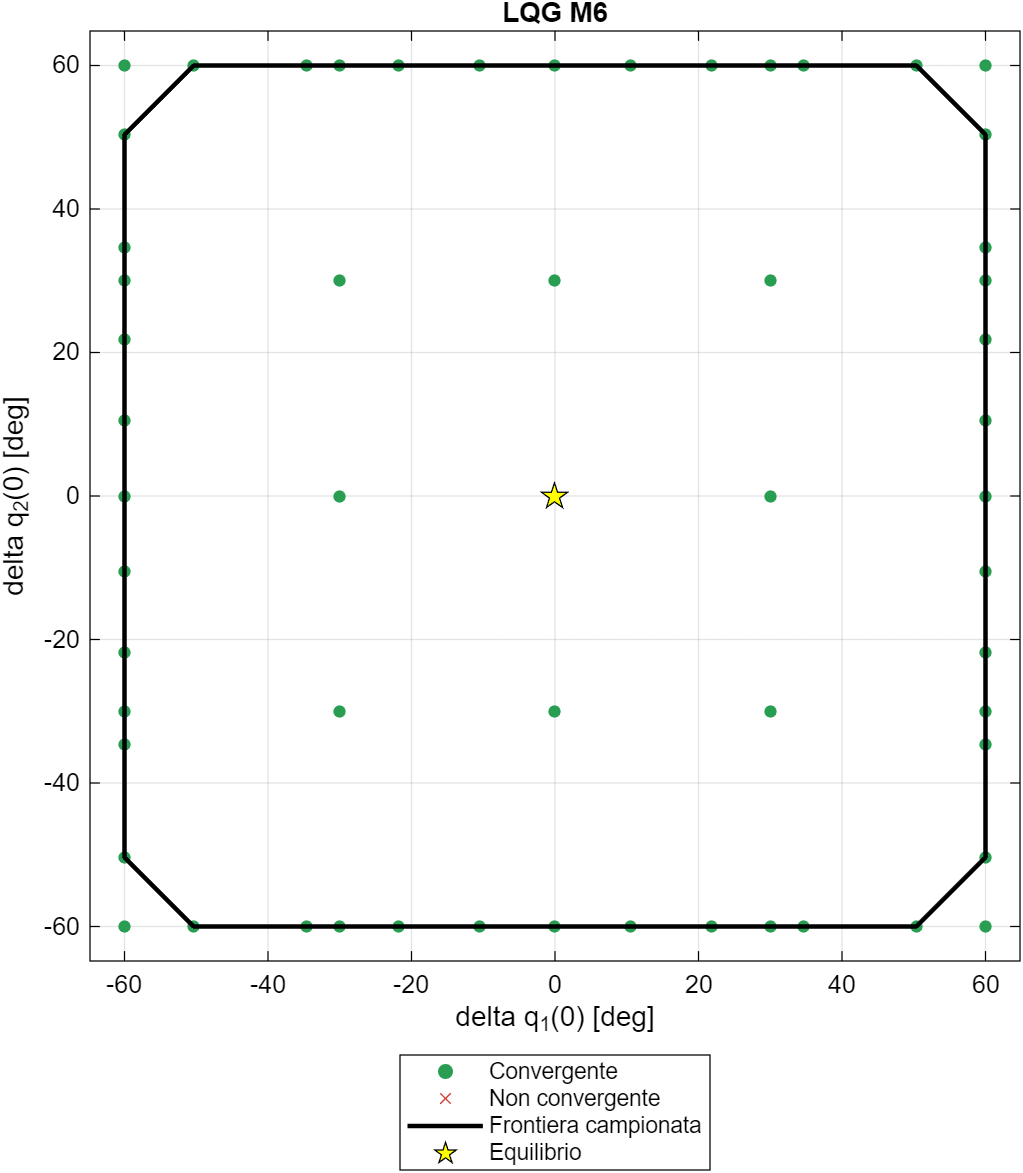 LQG M6
60
40
20
0
-20
-40
-60
delta q₂(0) [deg]
-60 -40 -20 0 20 40 60
delta q₁(0) [deg]
Convergente
Non convergente
Frontiera campionata
Equilibrio